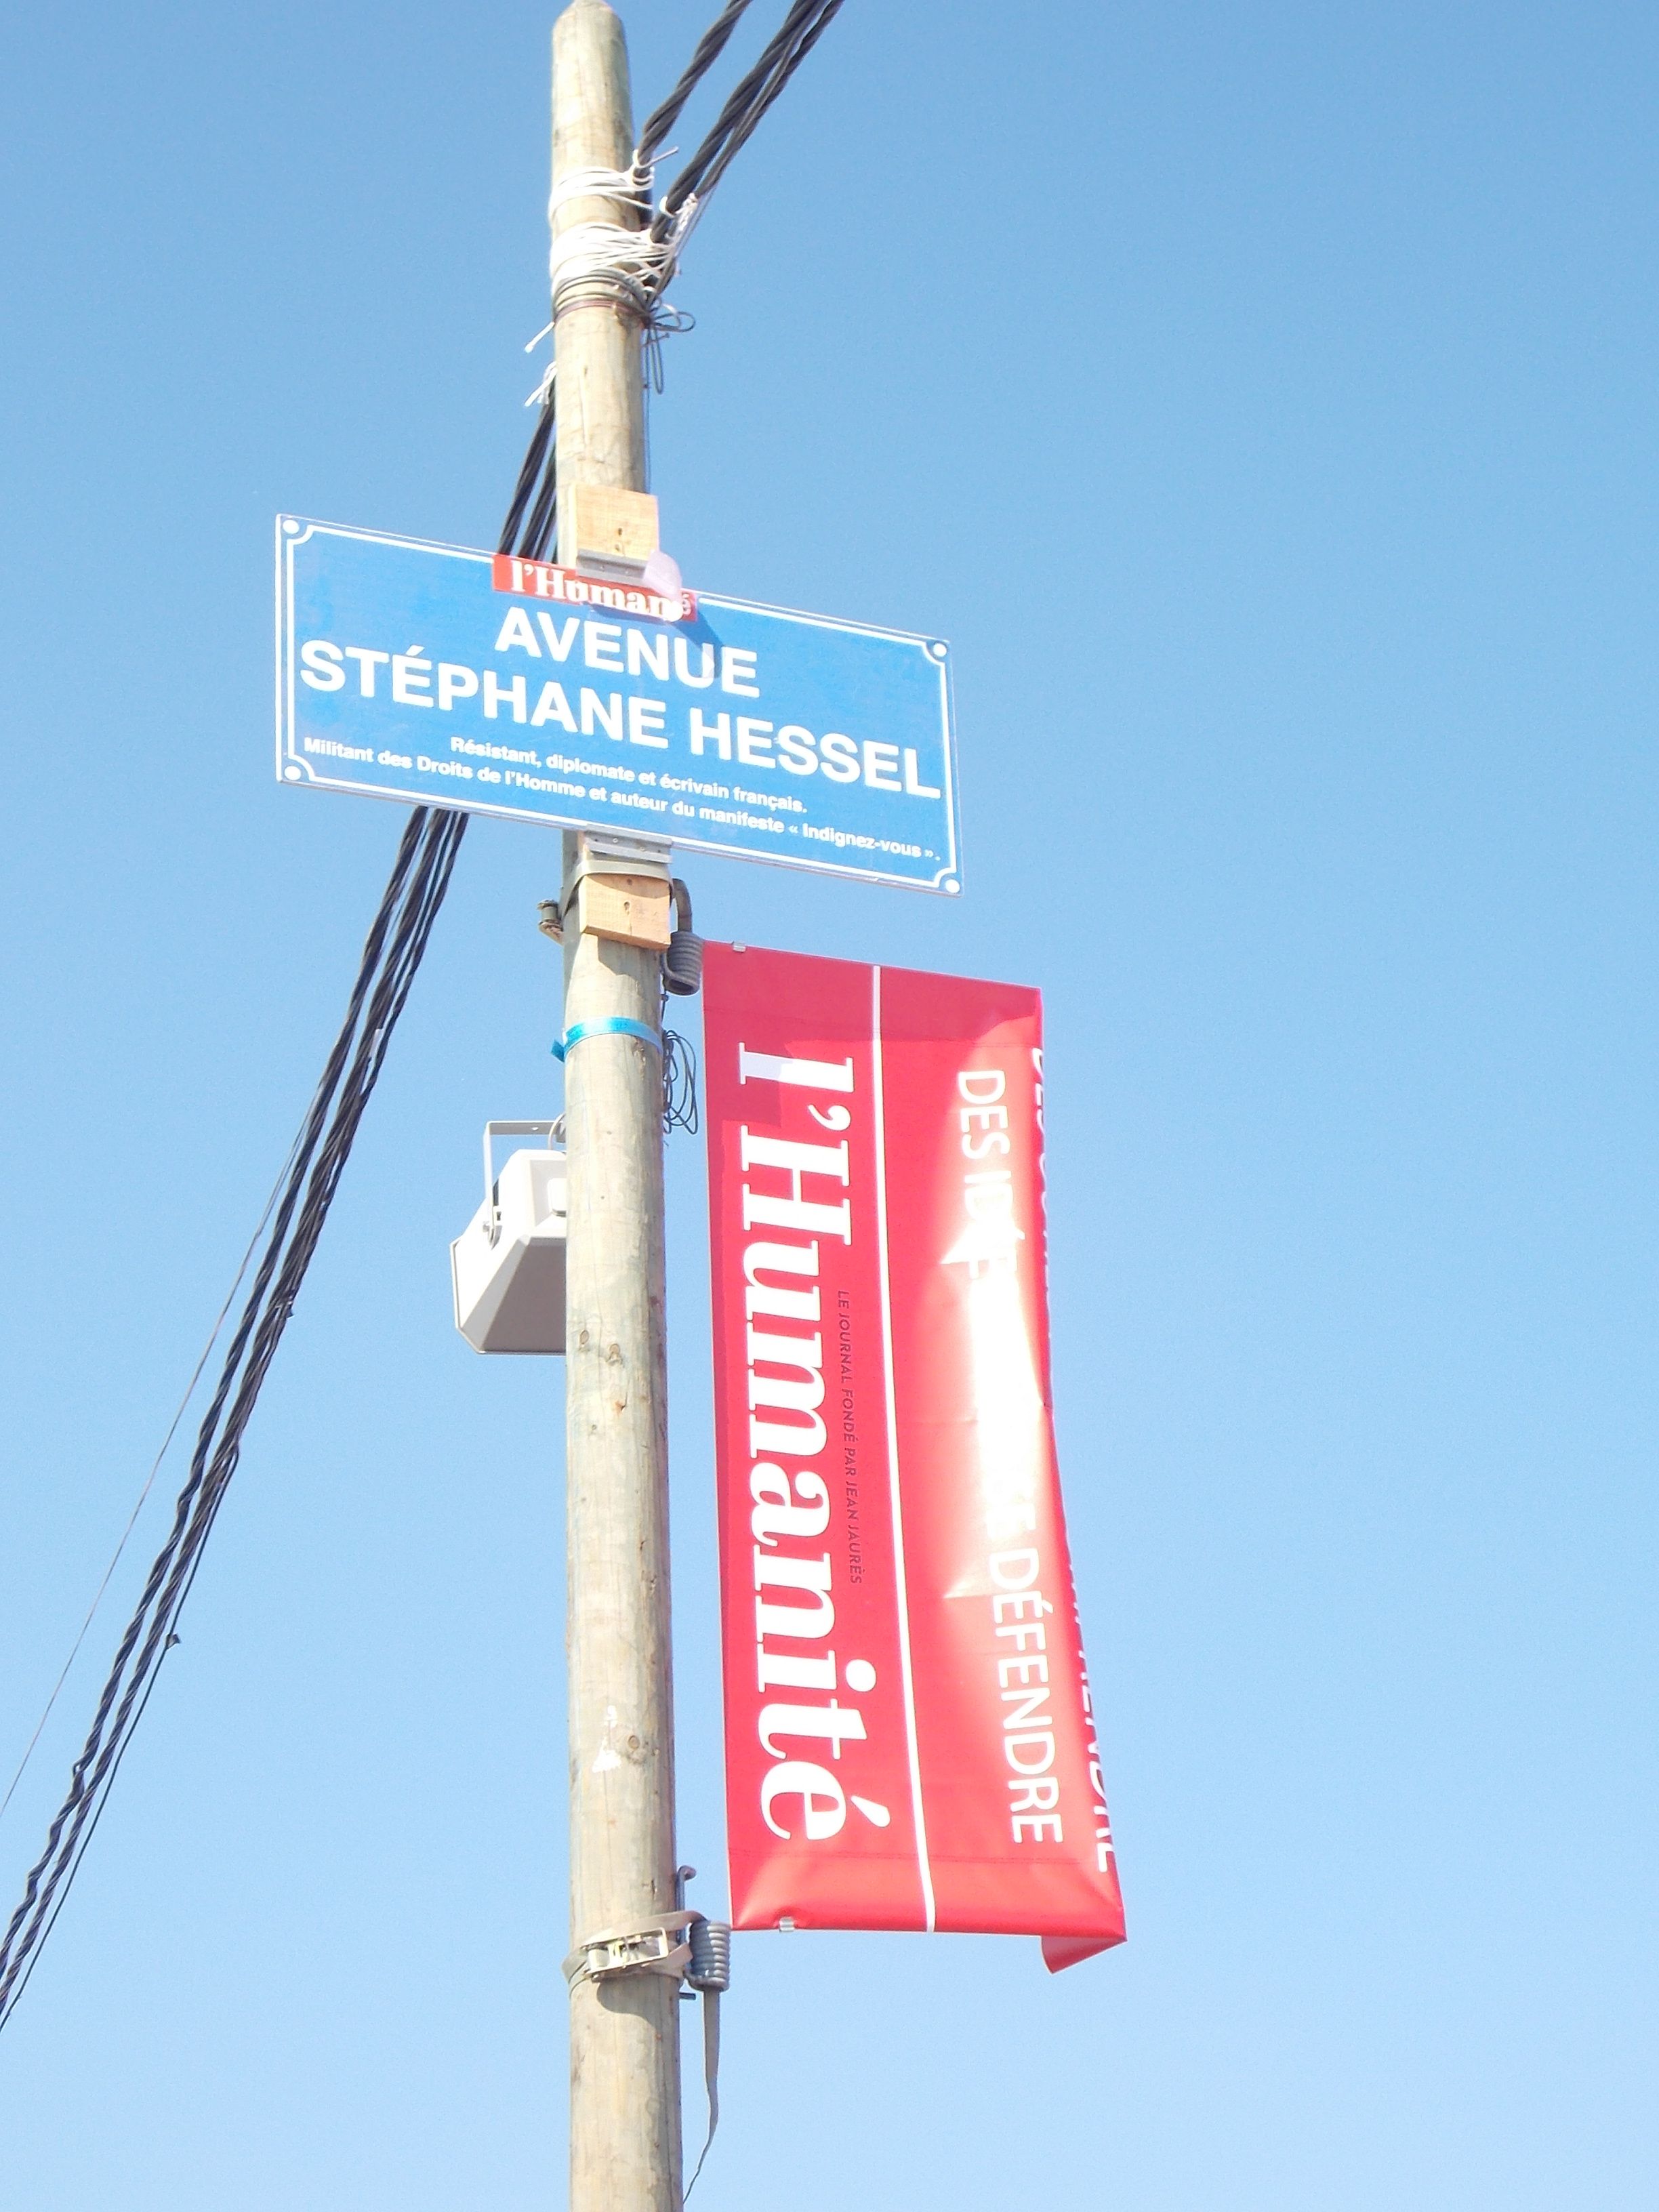 l'Humanité
AVENUE
STÉPHANE HESSEL
Résistant, diplomate et écrivain français.
Militant des Droits de l'Homme et auteur du manifeste « Indignez-vous ».
l'Humanité
LE JOURNAL FONDÉ PAR JEAN JAURÈS
DES DÉFENDRE